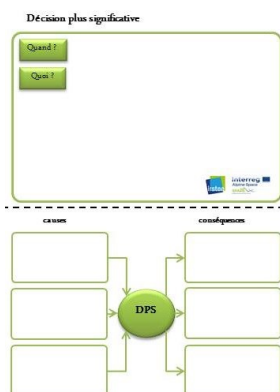 Décision plus significative
Quand ?
Quoi ?
Interreg
Alpine Space
causes
conséquences
DPS